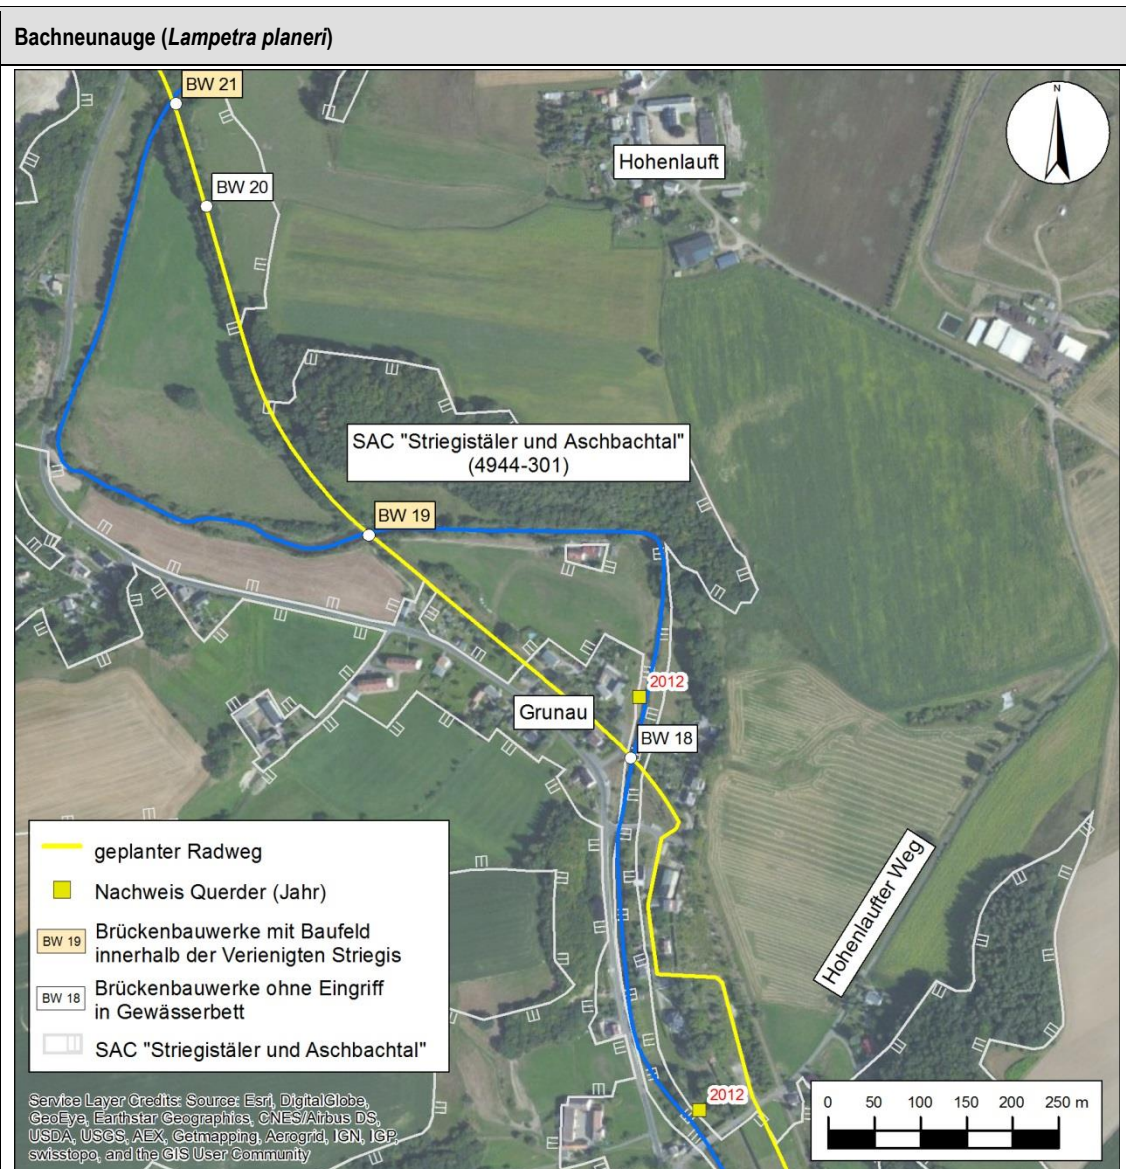 Bachneunauge (Lampetra planeri)
BW 21
N
Hohenlauft
BW 20
SAC "Striegistäler und Aschbachtal"
(4944-301)
BW 19
2012
Grunau
BW 18
geplanter Radweg
Nachweis Querder (Jahr)
BW 19
Brückenbauwerke mit Baufeld
innerhalb der Verienigten Striegis
BW 18
Brückenbauwerke ohne Eingriff
in Gewässerbett
SAC "Striegistäler und Aschbachtal"
Hohenlaufter Weg
2012
0 50 100 150 200 250 m
Service Layer Credits: Source: Esri, DigitalGlobe,
GeoEye, Earthstar Geographics, CNES/Airbus DS,
USDA, USGS, AEX, Getmapping, Aerogrid, IGN, IGP,
swisstopo, and the GIS User Community